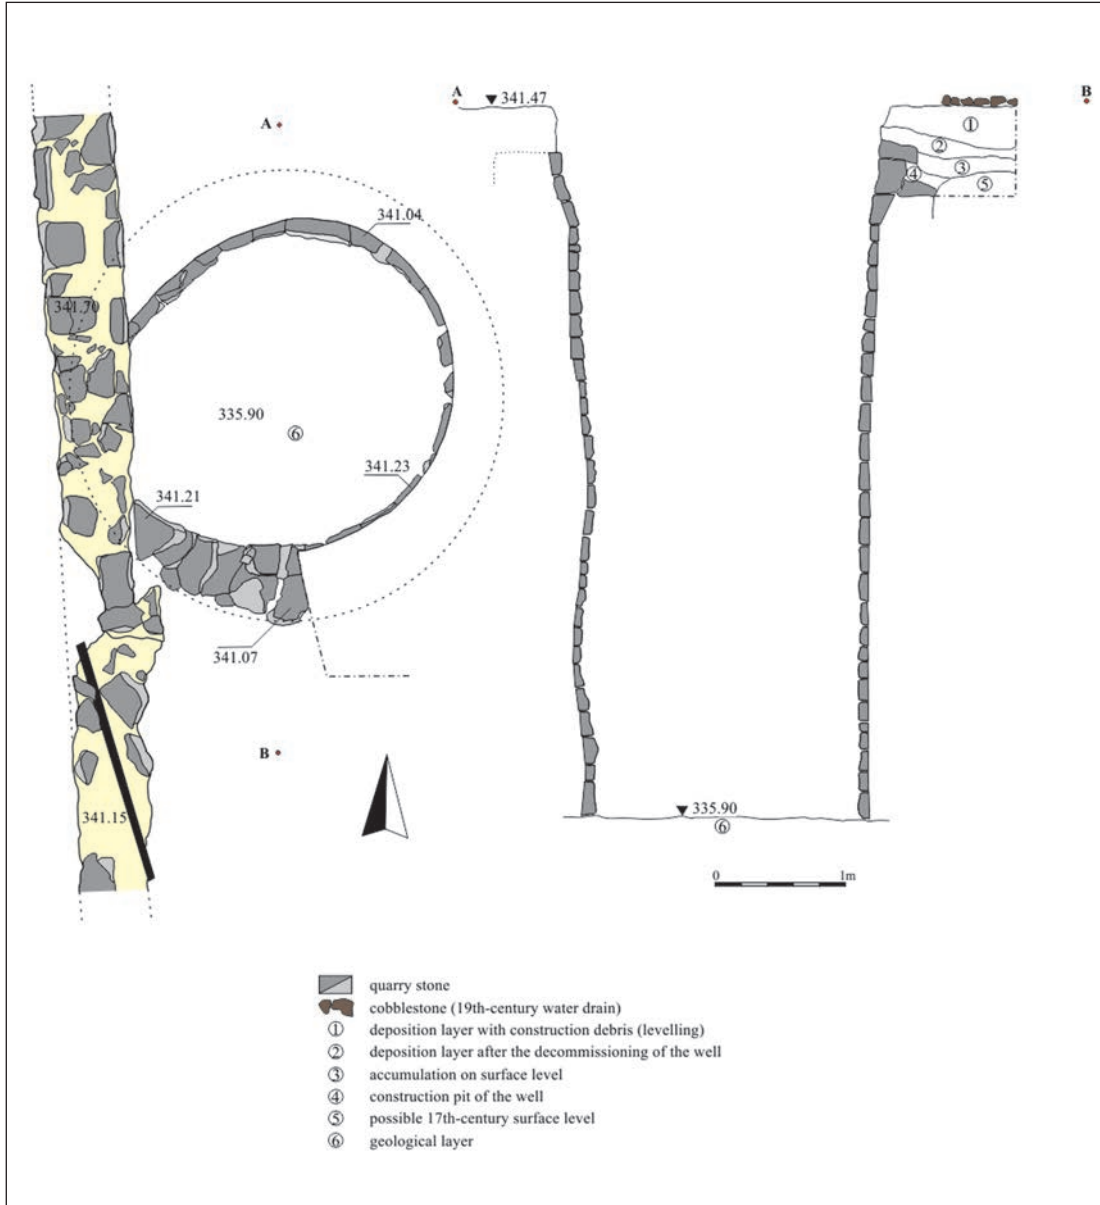 A
341.04
341.70
335.90
⑥
341.23
341.21
341.07
B
341.15
A
341.47
B
①
②
③
④
⑤
335.90
⑥
0 1m
quarry stone
cobblestone (19th-century water drain)
① deposition layer with construction debris (levelling)
② deposition layer after the decommissioning of the well
③ accumulation on surface level
④ construction pit of the well
⑤ possible 17th-century surface level
⑥ geological layer